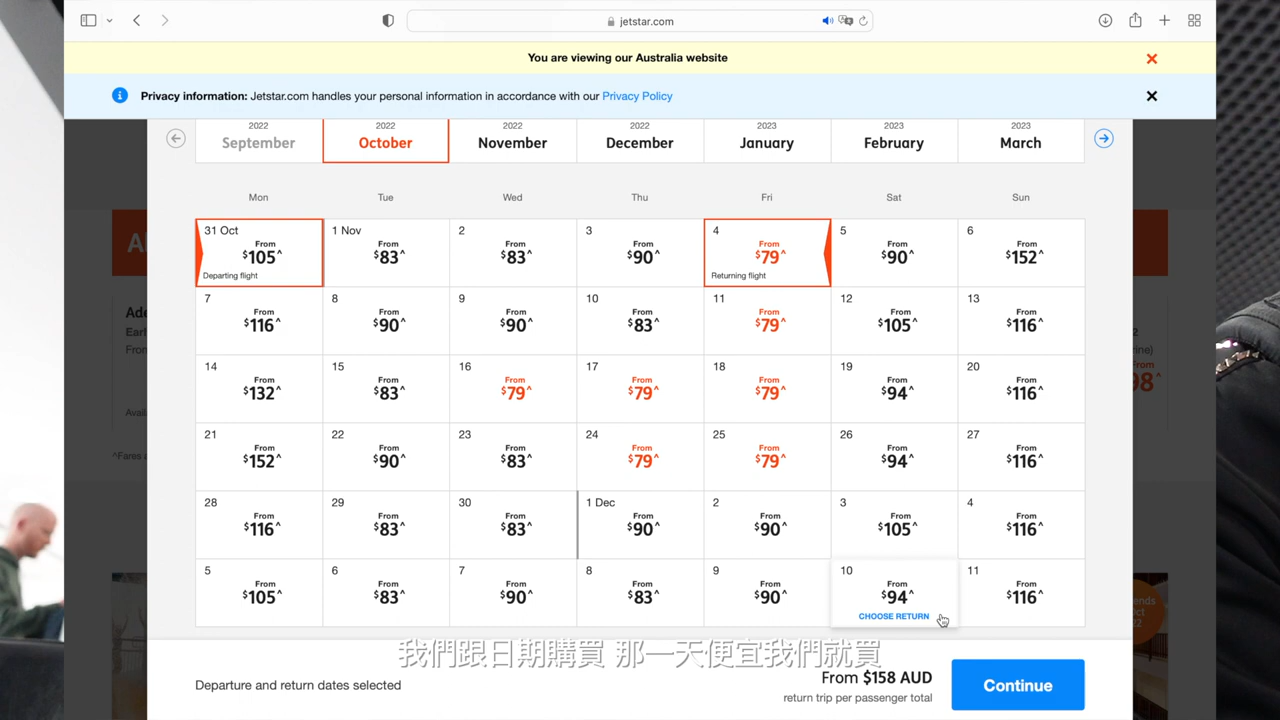 jetstar.com
You are viewing our Australia website
Privacy information: Jetstar.com handles your personal information in accordance with our Privacy Policy
2022 2022 2022 2022 2023 2023 2023
September October November December January February March
Mon Tue Wed Thu Fri Sat Sun
31 Oct 1 Nov 2 3 4 5 6
From From From From From From From
$105^ $83^ $83^ $90^ $79^ $90^ $152^
Departing flight Returning flight
7 8 9 10 11 12 13
From From From From From From From
$116^ $90^ $90^ $83^ $79^ $105^ $116^
14 15 16 17 18 19 20
From From From From From From From
$132^ $83^ $79^ $79^ $79^ $94^ $116^
21 22 23 24 25 26 27
From From From From From From From
$152^ $90^ $83^ $79^ $79^ $94^ $116^
28 29 30 1 Dec 2 3 4
From From From From From From From
$116^ $83^ $83^ $90^ $90^ $105^ $116^
5 6 7 8 9 10 11
From From From From From From From
$105^ $83^ $90^ $83^ $90^ $94^ $116^
CHOOSE RETURN
我們跟日期購買 那一天便宜我們就買
Departure and return dates selected
From $158 AUD
return trip per passenger total
Continue